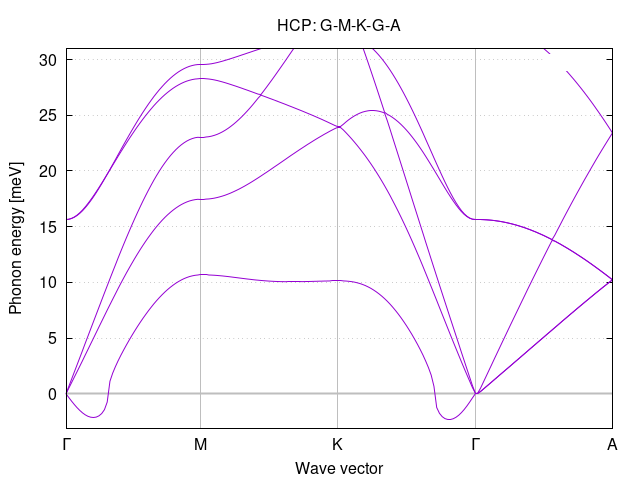 HCP: G-M-K-G-A
30
25
20
15
10
5
0
Phonon energy [meV]
Γ M K Γ A
Wave vector